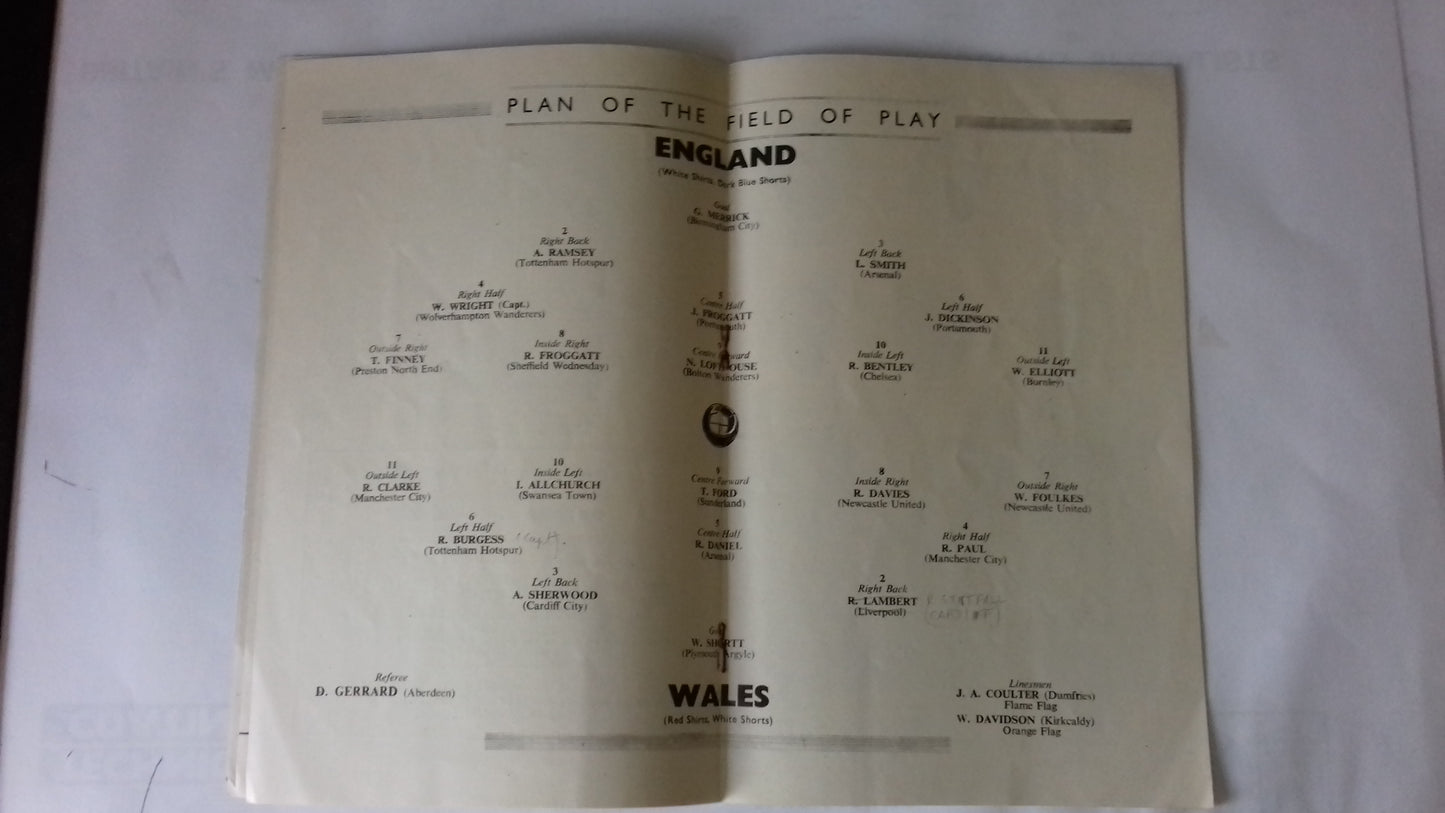 PLAN OF THE FIELD OF PLAY
ENGLAND
(White Shirts, Dark Blue Shorts)
Goal
G. MERRICK
(Birmingham City)
2
Right Back
A. RAMSEY
(Tottenham Hotspur)
3
Left Back
L. SMITH
(Arsenal)
4
Right Half
W. WRIGHT (Capt.)
(Wolverhampton Wanderers)
5
Centre Half
J. FROGGATT
(Portsmouth)
6
Left Half
J. DICKINSON
(Portsmouth)
7
Outside Right
T. FINNEY
(Preston North End)
8
Inside Right
R. FROGGATT
(Sheffield Wednesday)
9
Centre Forward
N. LOFTHOUSE
(Bolton Wanderers)
10
Inside Left
R. BENTLEY
(Chelsea)
11
Outside Left
W. ELLIOTT
(Burnley)
11
Outside Left
R. CLARKE
(Manchester City)
10
Inside Left
I. ALLCHURCH
(Swansea Town)
9
Centre Forward
T. FORD
(Sunderland)
8
Inside Right
R. DAVIES
(Newcastle United)
7
Outside Right
W. FOULKES
(Newcastle United)
6
Left Half
R. BURGESS (Capt).
(Tottenham Hotspur)
5
Centre Half
R. DANIEL
(Arsenal)
4
Right Half
R. PAUL
(Manchester City)
3
Left Back
A. SHERWOOD
(Cardiff City)
2
Right Back
R. LAMBERT
(Liverpool) (CARDIFF)
Goal
W. SHORTT
(Plymouth Argyle)
Referee
D. GERRARD (Aberdeen)
WALES
(Red Shirts, White Shorts)
Linesmen
J. A. COULTER (Dumfries)
Flame Flag
W. DAVIDSON (Kirkcaldy)
Orange Flag